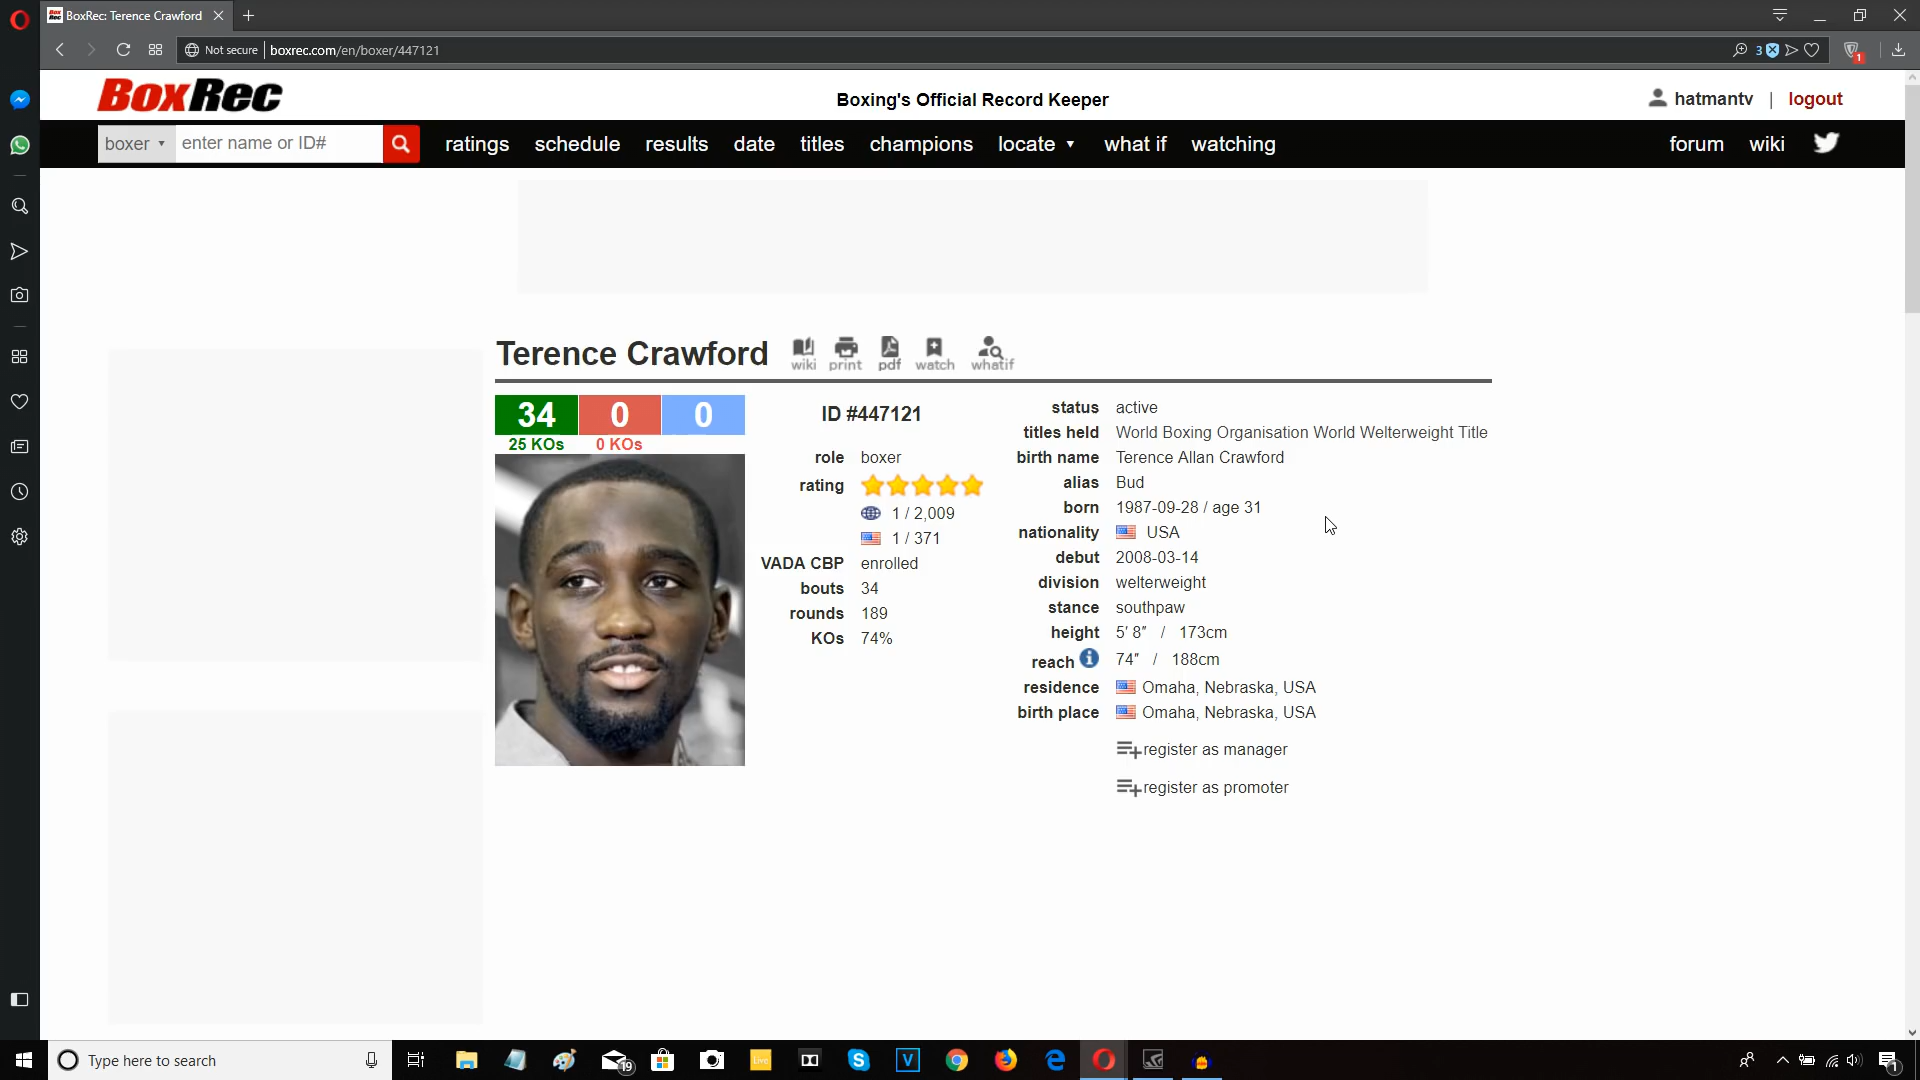 BoxRec: Terence Crawford
Not secure boxrec.com/en/boxer/447121
3
1
BoxRec
Boxing's Official Record Keeper
hatmantv | logout
boxer enter name or ID# ratings schedule results date titles champions locate what if watching forum wiki
Terence Crawford wiki print pdf watch whatif
34 0 0
25 KOs 0 KOs
ID #447121
role boxer
rating
1 / 2,009
1 / 371
VADA CBP enrolled
bouts 34
rounds 189
KOs 74%
status active
titles held World Boxing Organisation World Welterweight Title
birth name Terence Allan Crawford
alias Bud
born 1987-09-28 / age 31
nationality USA
debut 2008-03-14
division welterweight
stance southpaw
height 5′ 8″ / 173cm
reach 74″ / 188cm
residence Omaha, Nebraska, USA
birth place Omaha, Nebraska, USA
register as manager
register as promoter
Type here to search
19
Live
V
1